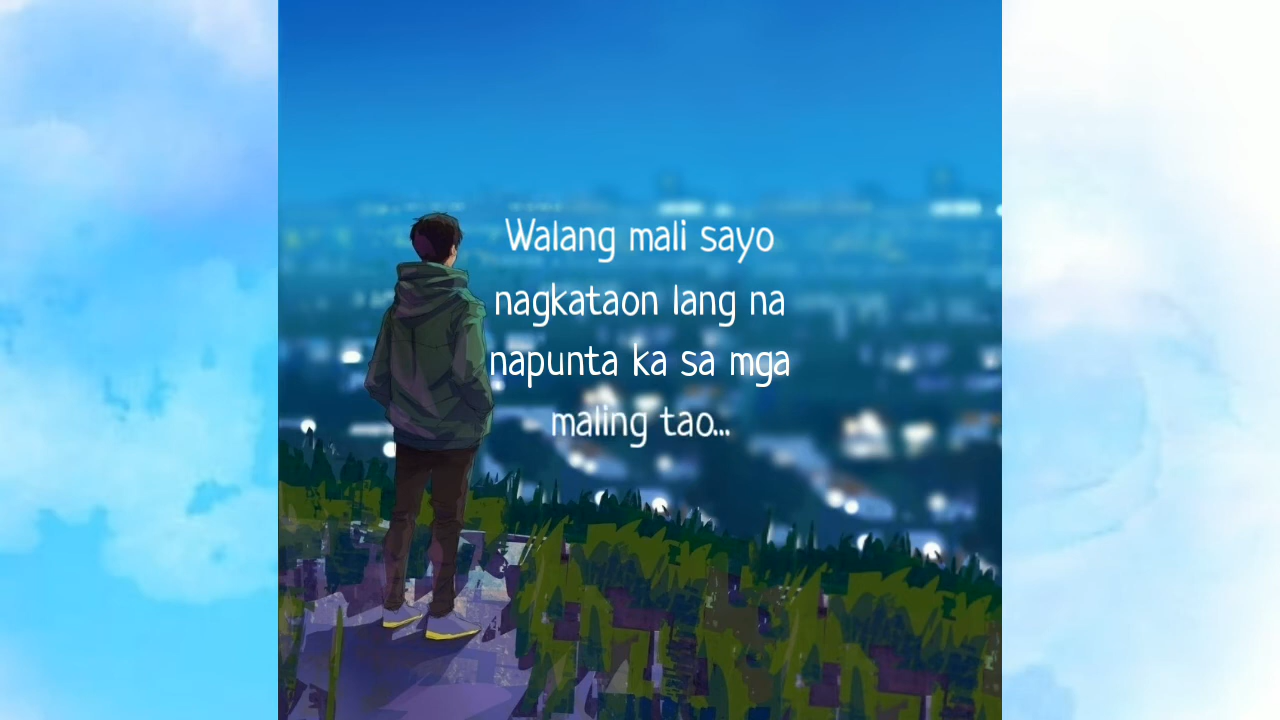 Walang mali sayo
nagkataon lang na
napunta ka sa mga
maling tao...